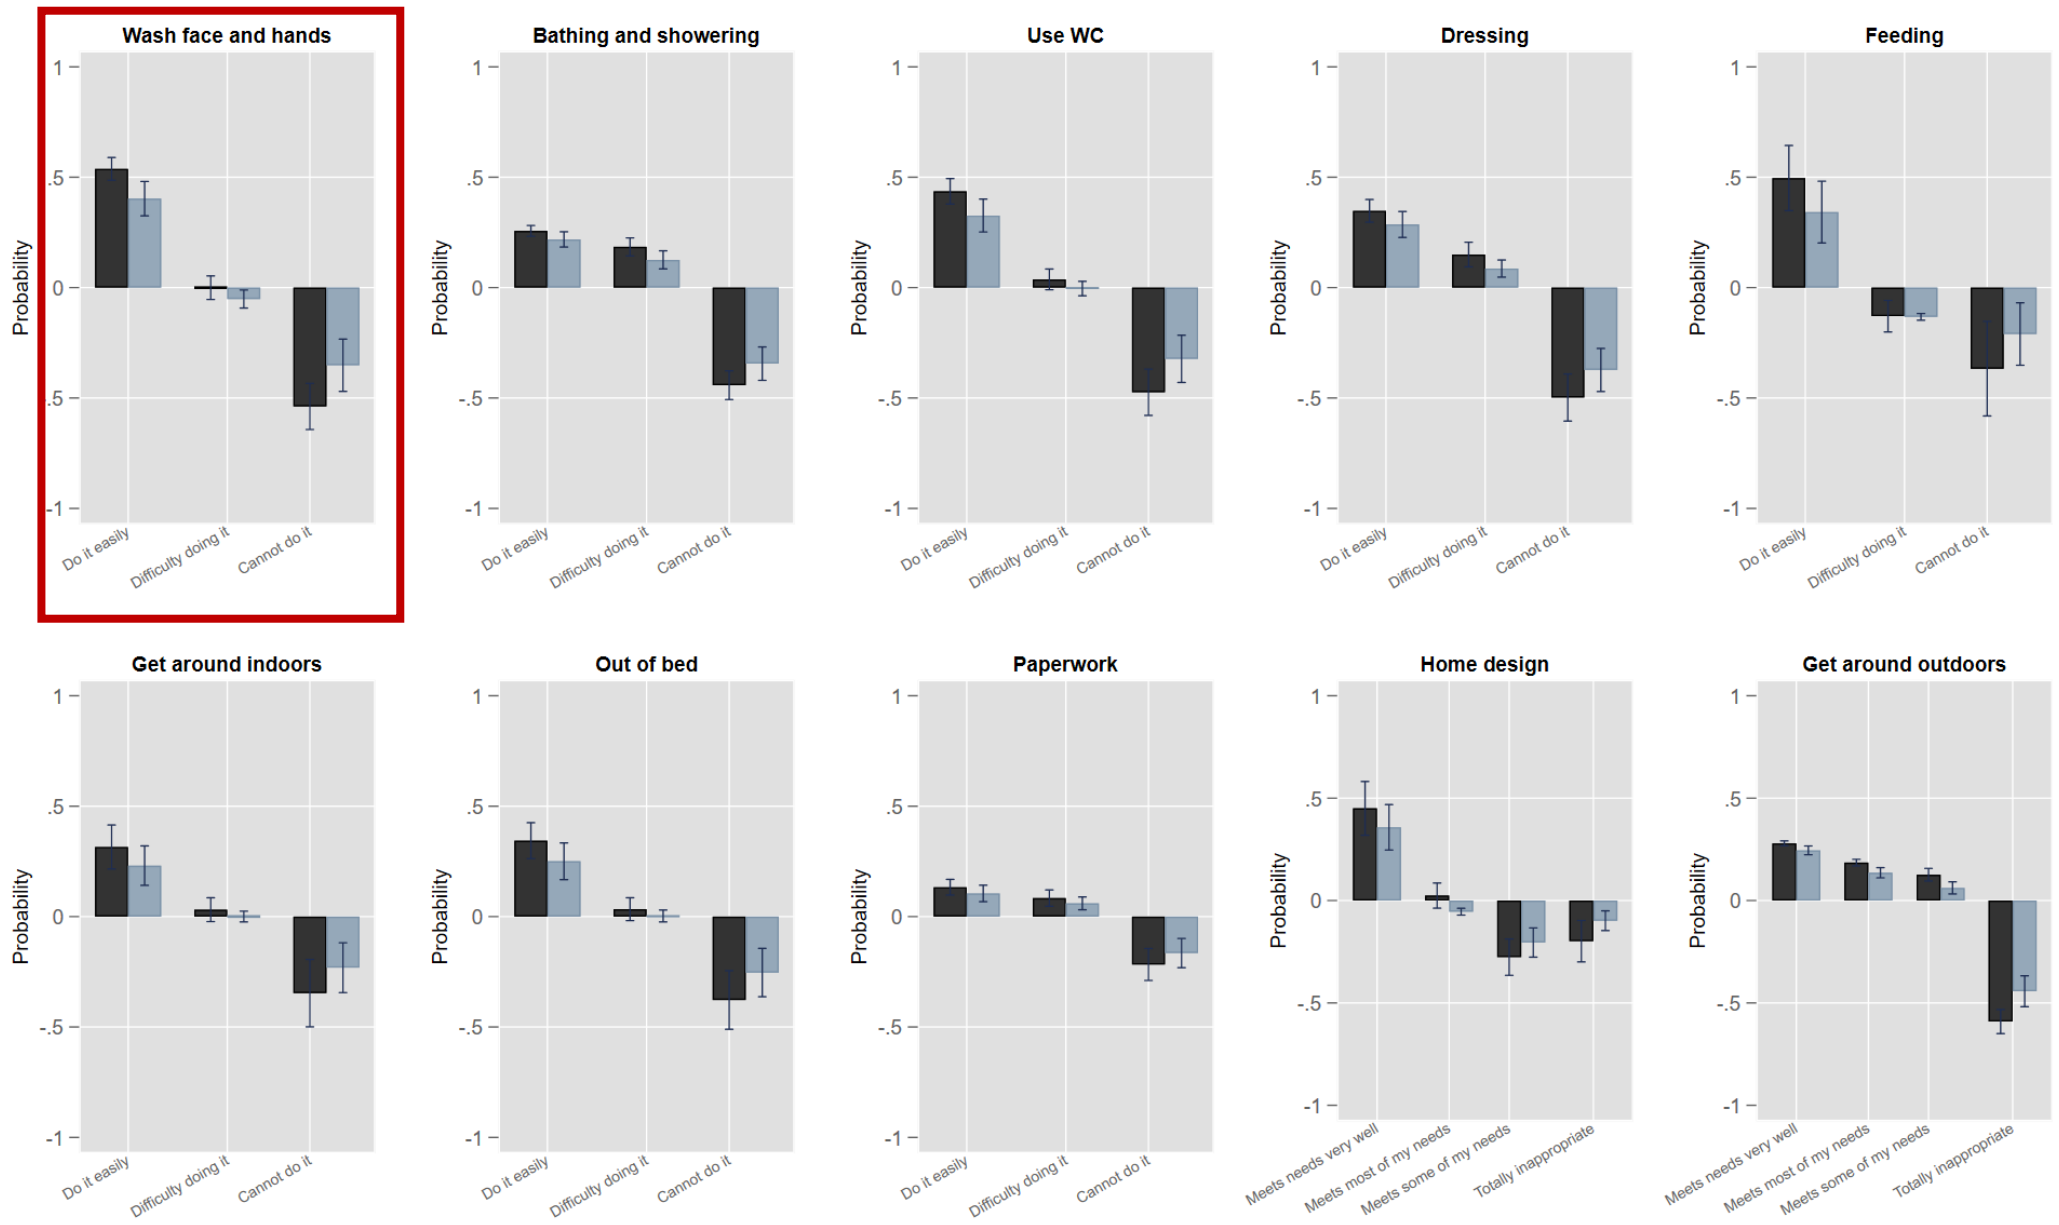 Wash face and hands
1
.5
0
-.5
-1
Probability
Do it easily
Difficulty doing it
Cannot do it
Bathing and showering
1
.5
0
-.5
-1
Probability
Do it easily
Difficulty doing it
Cannot do it
Use WC
1
.5
0
-.5
-1
Probability
Do it easily
Difficulty doing it
Cannot do it
Dressing
1
.5
0
-.5
-1
Probability
Do it easily
Difficulty doing it
Cannot do it
Feeding
1
.5
0
-.5
-1
Probability
Do it easily
Difficulty doing it
Cannot do it
Get around indoors
1
.5
0
-.5
-1
Probability
Do it easily
Difficulty doing it
Cannot do it
Out of bed
1
.5
0
-.5
-1
Probability
Do it easily
Difficulty doing it
Cannot do it
Paperwork
1
.5
0
-.5
-1
Probability
Do it easily
Difficulty doing it
Cannot do it
Home design
1
.5
0
-.5
-1
Probability
Meets needs very well
Meets most of my needs
Meets some of my needs
Totally inappropriate
Get around outdoors
1
.5
0
-.5
-1
Probability
Meets needs very well
Meets most of my needs
Meets some of my needs
Totally inappropriate